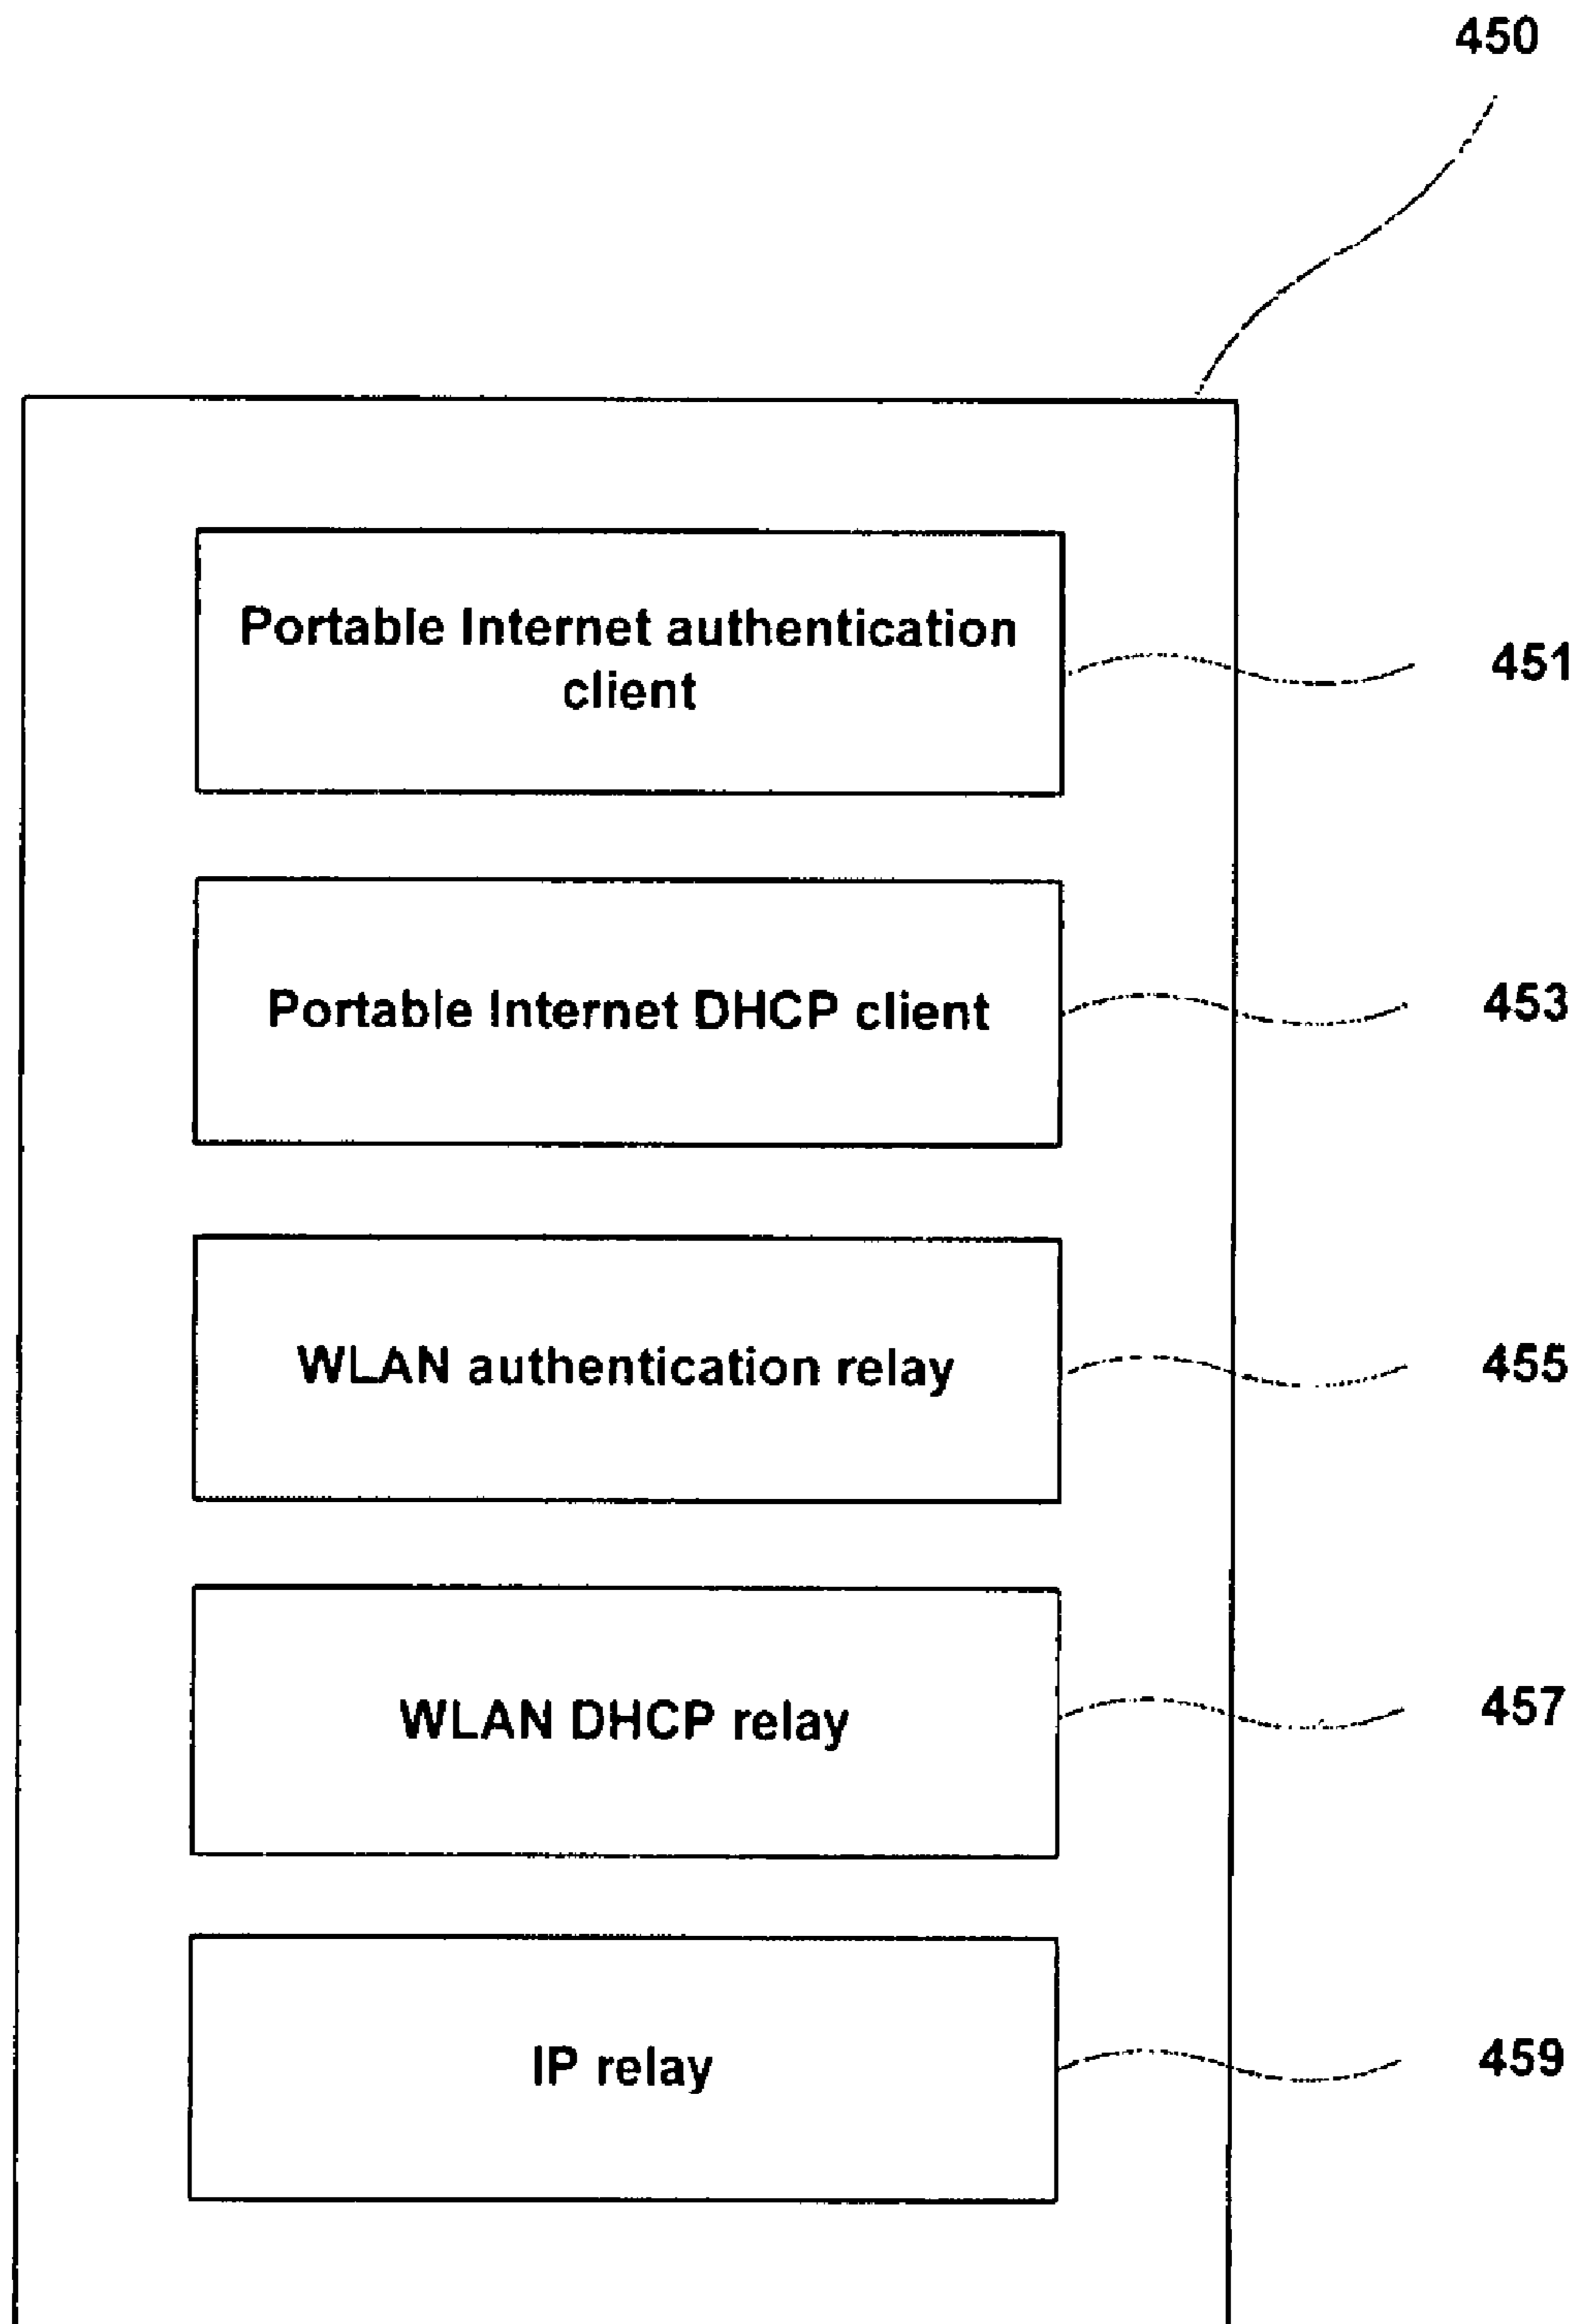 450
Portable Internet authentication
client
451
Portable Internet DHCP client
453
WLAN authentication relay
455
WLAN DHCP relay
457
IP relay
459